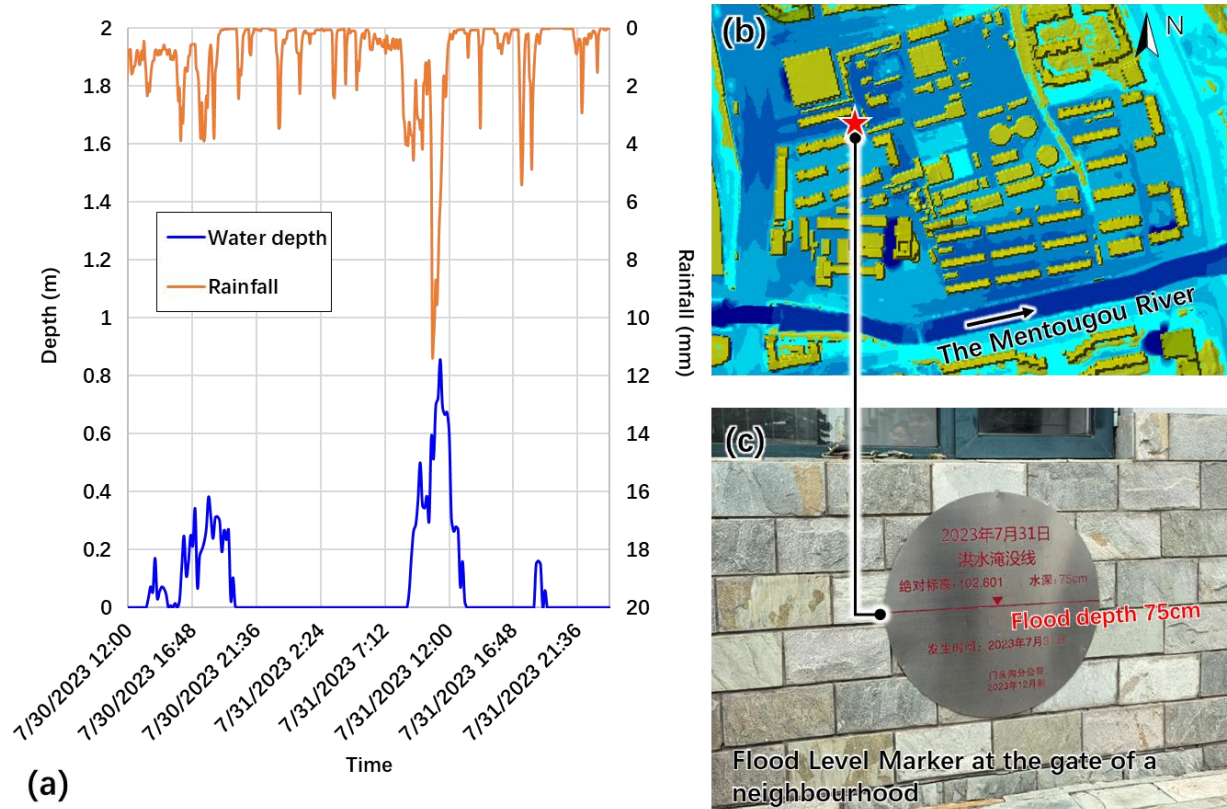 2
1.8
1.6
1.4
1.2
1
0.8
0.6
0.4
0.2
0
Depth (m)
Water depth
Rainfall
0
2
4
6
8
10
12
14
16
18
20
Rainfall (mm)
7/30/2023 12:00
7/30/2023 16:48
7/30/2023 21:36
7/31/2023 2:24
7/31/2023 7:12
7/31/2023 12:00
7/31/2023 16:48
7/31/2023 21:36
Time
(a)
(b)
N
The Mentougou River
(c)
2023年7月31日
洪水淹没线
绝对标高:102.601 水深:75cm
Flood depth 75cm
发生时间:2023年7月31日
门头沟分公司
2023年12月制
Flood Level Marker at the gate of a
neighbourhood